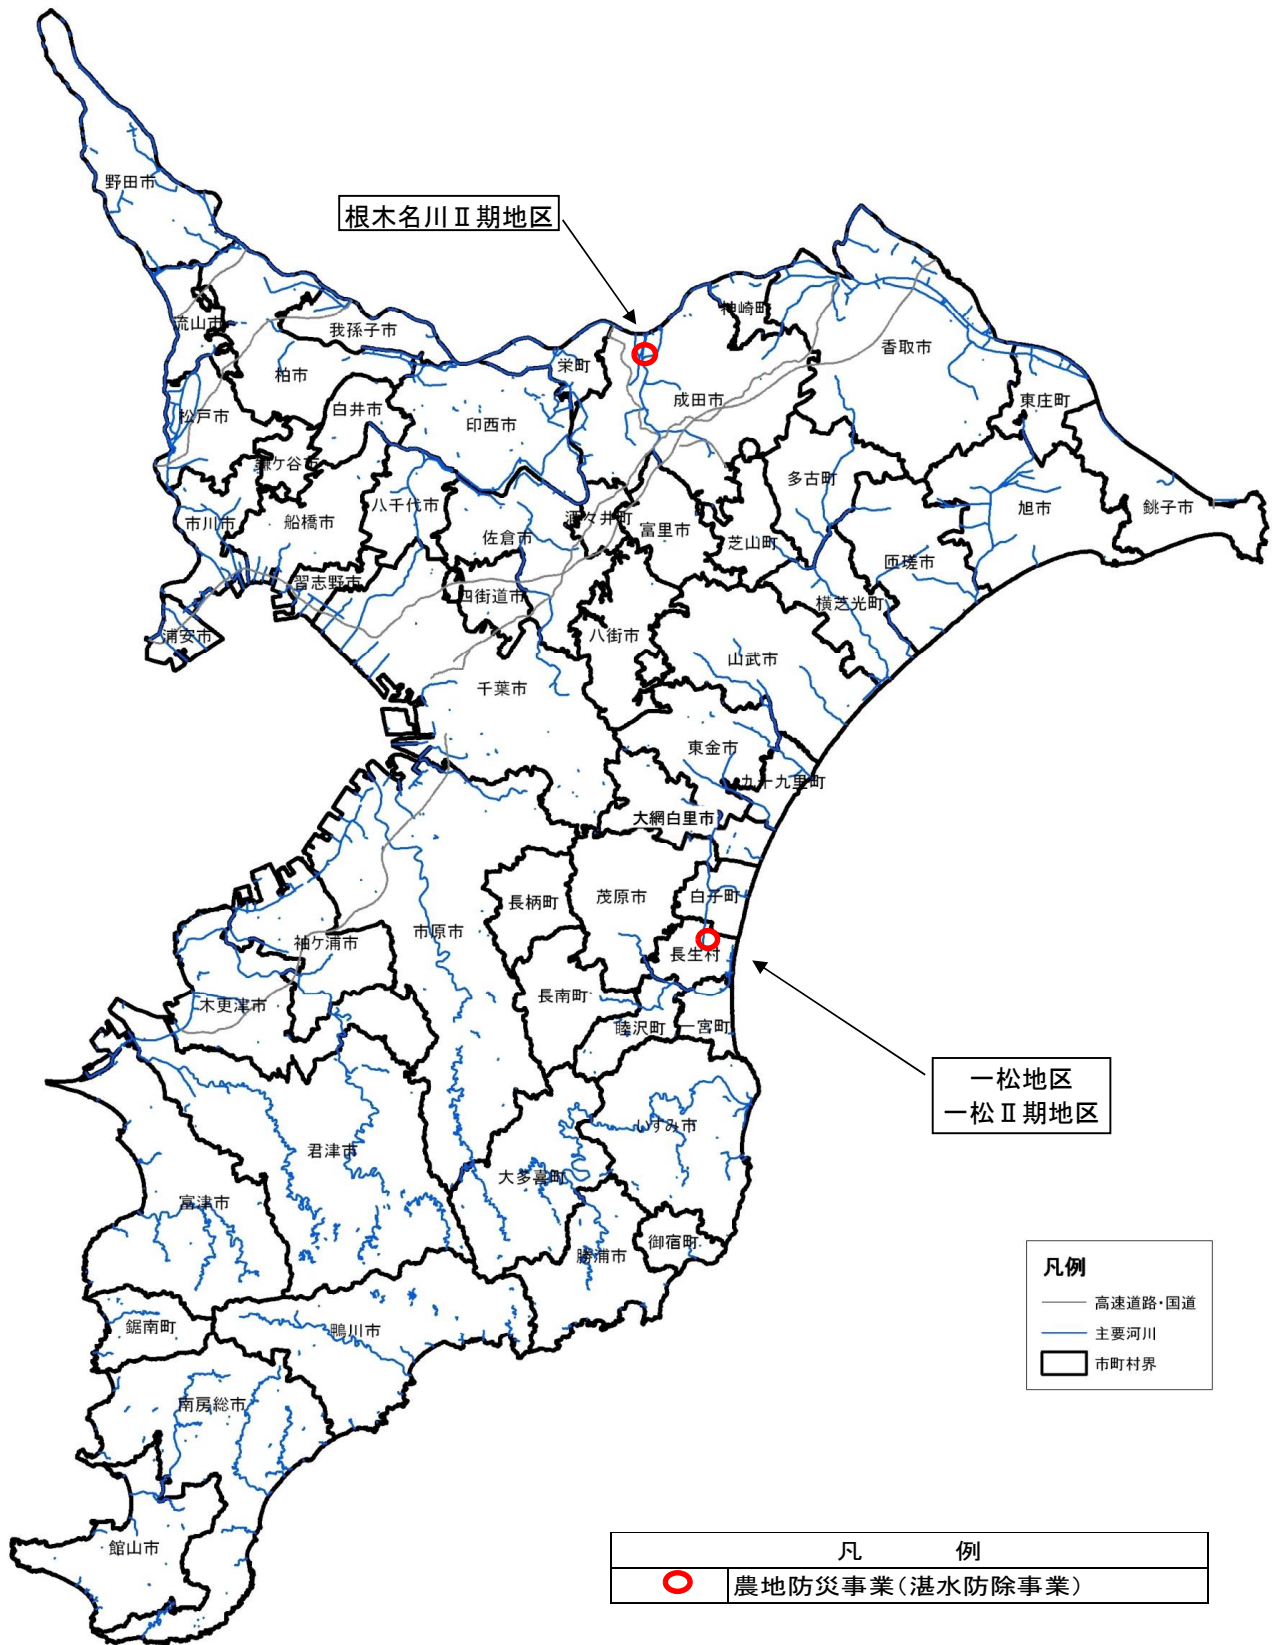 野田市
根木名川Ⅱ期地区
流山市
我孫子市
神崎町
香取市
柏市
栄町
成田市
東庄町
松戸市
白井市
印西市
鎌ケ谷市
多古町
銚子市
旭市
市川市
船橋市
八千代市
佐倉市
酒々井町
富里市
芝山町
匝瑳市
習志野市
四街道市
横芝光町
浦安市
八街市
山武市
千葉市
東金市
九十九里町
大網白里市
長柄町
茂原市
白子町
市原市
袖ケ浦市
長生村
木更津市
長南町
睦沢町
一宮町
一松地区
一松Ⅱ期地区
いすみ市
君津市
大多喜町
富津市
勝浦市
御宿町
凡例
高速道路・国道
主要河川
市町村界
鋸南町
鴨川市
南房総市
館山市
凡 例
農地防災事業(湛水防除事業)